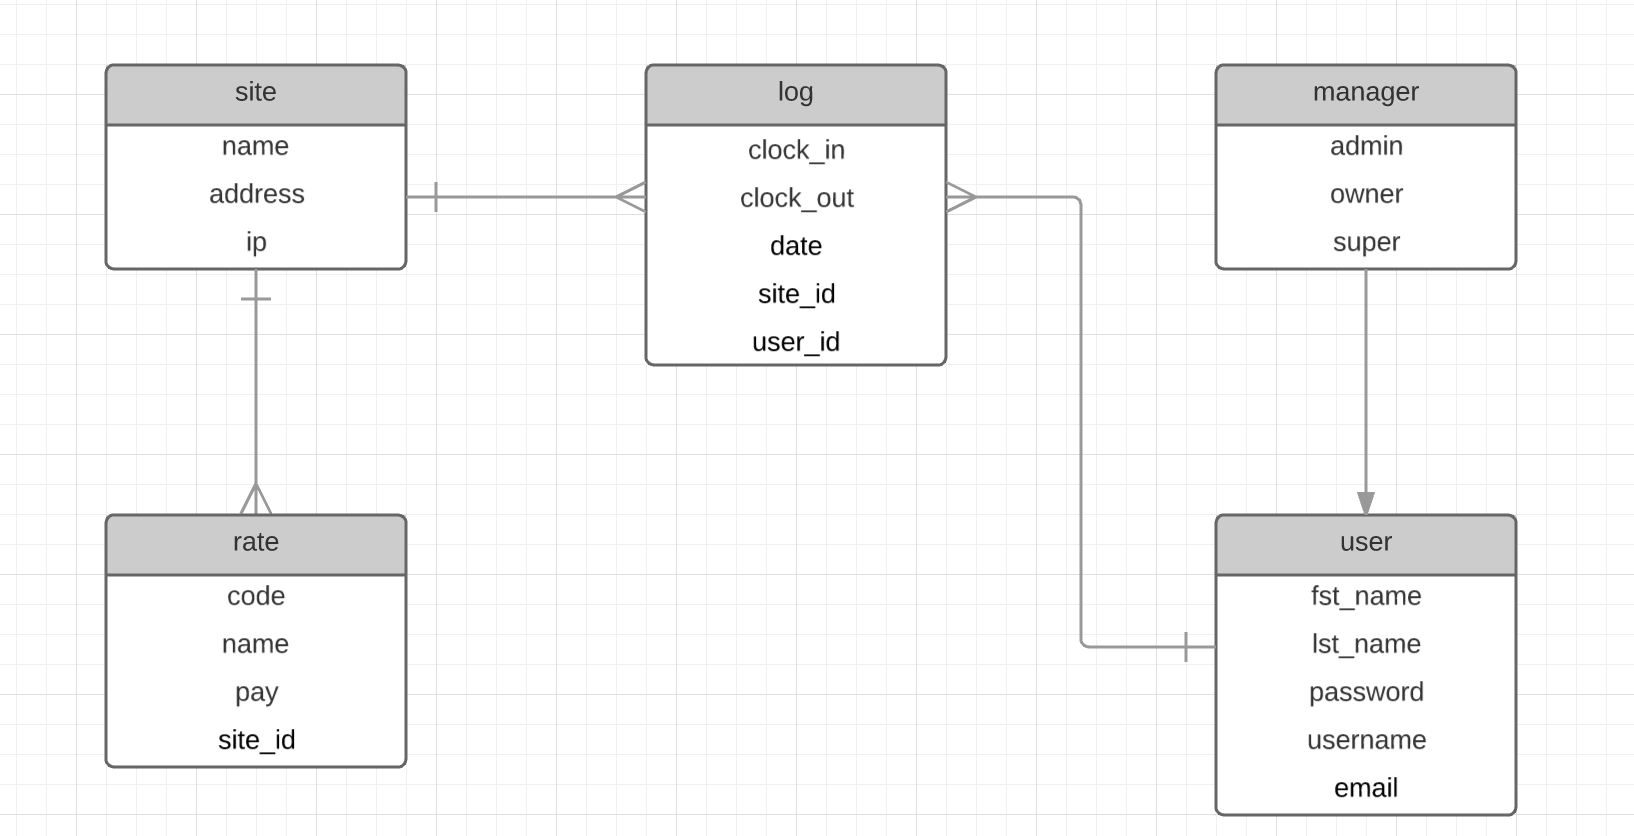 site
name
address
ip
log
clock_in
clock_out
date
site_id
user_id
manager
admin
owner
super
rate
code
name
pay
site_id
user
fst_name
lst_name
password
username
email